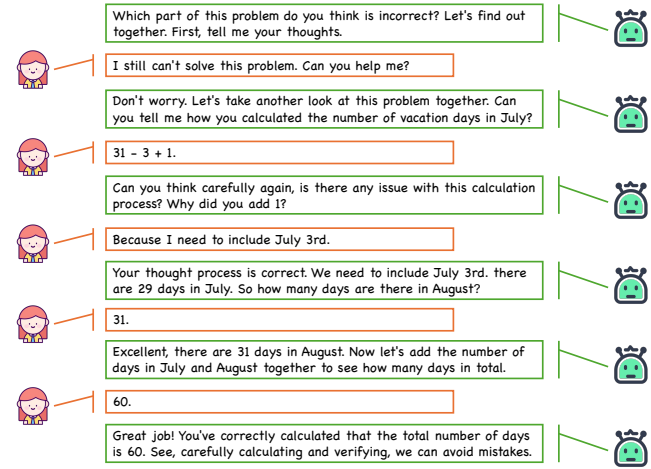 Which part of this problem do you think is incorrect? Let's find out
together. First, tell me your thoughts.
I still can't solve this problem. Can you help me?
Don't worry. Let's take another look at this problem together. Can
you tell me how you calculated the number of vacation days in July?
31 - 3 + 1.
Can you think carefully again, is there any issue with this calculation
process? Why did you add 1?
Because I need to include July 3rd.
Your thought process is correct. We need to include July 3rd. there
are 29 days in July. So how many days are there in August?
31.
Excellent, there are 31 days in August. Now let's add the number of
days in July and August together to see how many days in total.
60.
Great job! You've correctly calculated that the total number of days
is 60. See, carefully calculating and verifying, we can avoid mistakes.